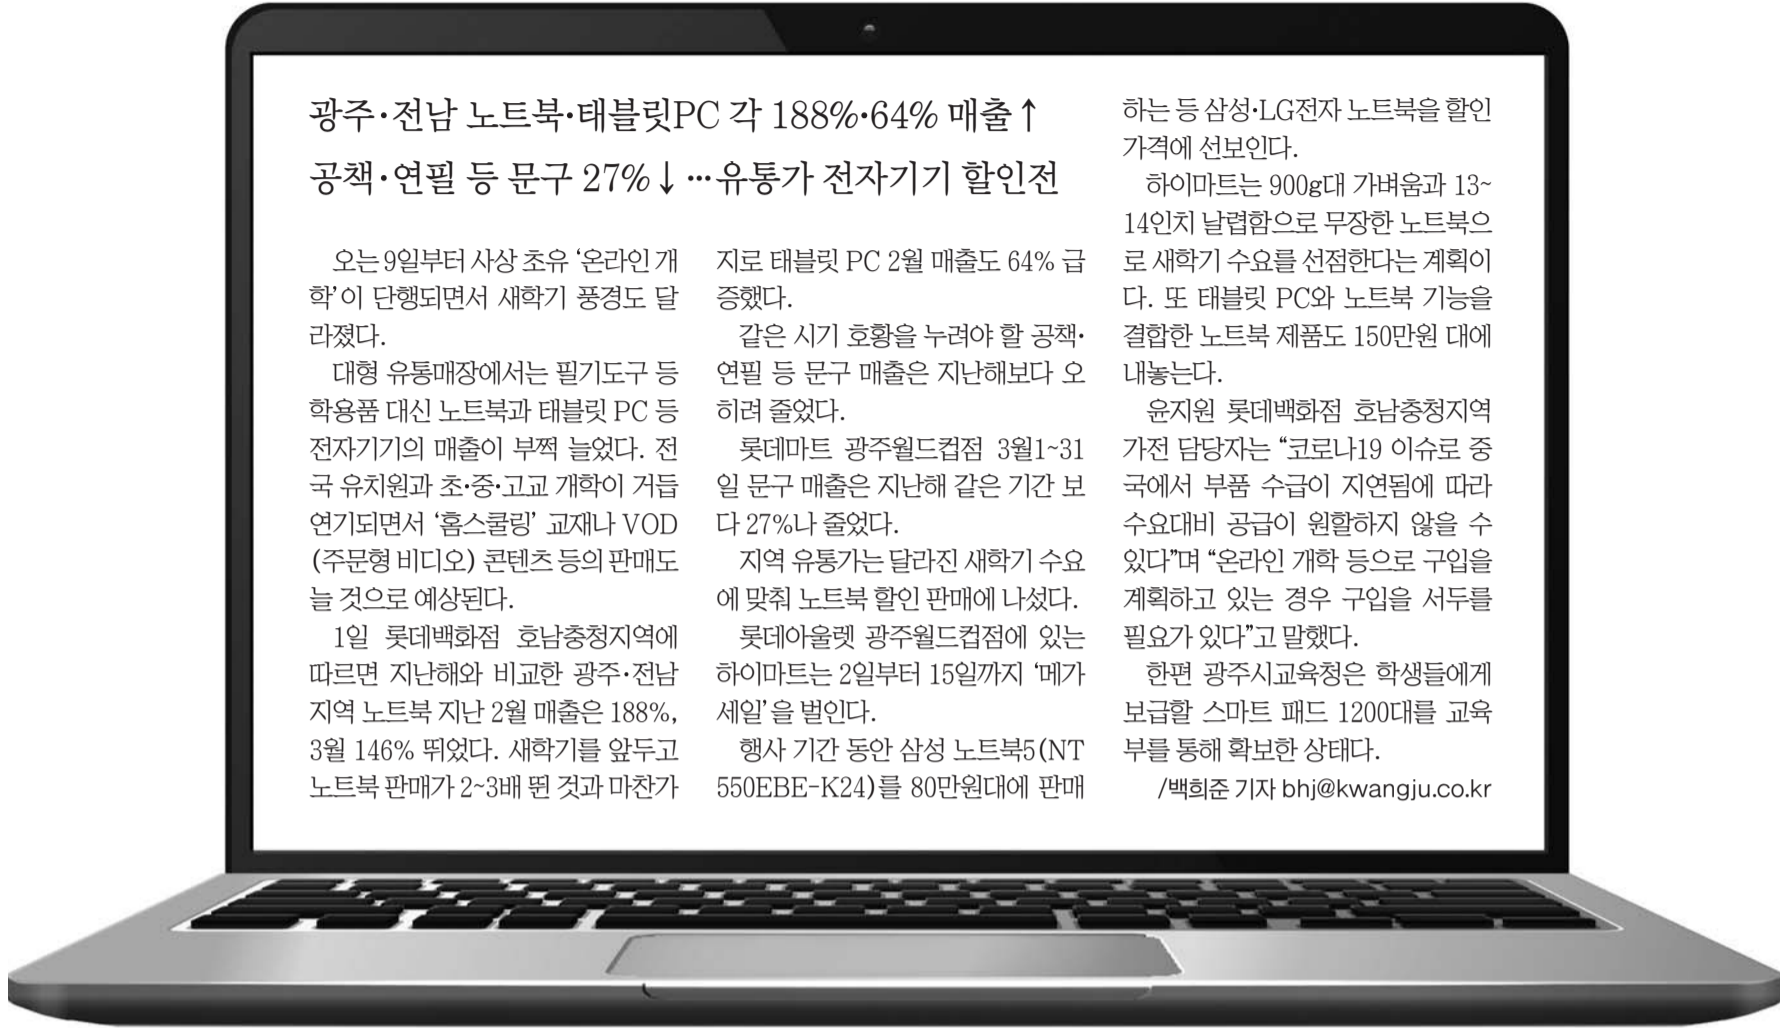 광주·전남 노트북·태블릿PC 각 188%·64% 매출↑
공책·연필 등 문구 27%↓…유통가 전자기기 할인전
오는 9일부터 사상 초유 ‘온라인 개
학’이 단행되면서 새학기 풍경도 달
라졌다.
대형 유통매장에서는 필기도구 등
학용품 대신 노트북과 태블릿 PC 등
전자기기의 매출이 부쩍 늘었다. 전
국 유치원과 초·중·고교 개학이 거듭
연기되면서 ‘홈스쿨링’ 교재나 VOD
(주문형 비디오) 콘텐츠 등의 판매도
늘 것으로 예상된다.
1일 롯데백화점 호남충청지역에
따르면 지난해와 비교한 광주·전남
지역 노트북 지난 2월 매출은 188%,
3월 146% 뛰었다. 새학기를 앞두고
노트북 판매가 2~3배 뛴 것과 마찬가
지로 태블릿 PC 2월 매출도 64% 급
증했다.
같은 시기 호황을 누려야 할 공책·
연필 등 문구 매출은 지난해보다 오
히려 줄었다.
롯데마트 광주월드컵점 3월1~31
일 문구 매출은 지난해 같은 기간 보
다 27%나 줄었다.
지역 유통가는 달라진 새학기 수요
에 맞춰 노트북 할인 판매에 나섰다.
롯데아울렛 광주월드컵점에 있는
하이마트는 2일부터 15일까지 ‘메가
세일’을 벌인다.
행사 기간 동안 삼성 노트북5(NT
550EBE-K24)를 80만원대에 판매
하는 등 삼성·LG전자 노트북을 할인
가격에 선보인다.
하이마트는 900g대 가벼움과 13~
14인치 날렵함으로 무장한 노트북으
로 새학기 수요를 선점한다는 계획이
다. 또 태블릿 PC와 노트북 기능을
결합한 노트북 제품도 150만원 대에
내놓는다.
윤지원 롯데백화점 호남충청지역
가전 담당자는 “코로나19 이슈로 중
국에서 부품 수급이 지연됨에 따라
수요대비 공급이 원할하지 않을 수
있다”며 “온라인 개학 등으로 구입을
계획하고 있는 경우 구입을 서두를
필요가 있다”고 말했다.
한편 광주시교육청은 학생들에게
보급할 스마트 패드 1200대를 교육
부를 통해 확보한 상태다.
/백희준 기자 bhj@kwangju.co.kr